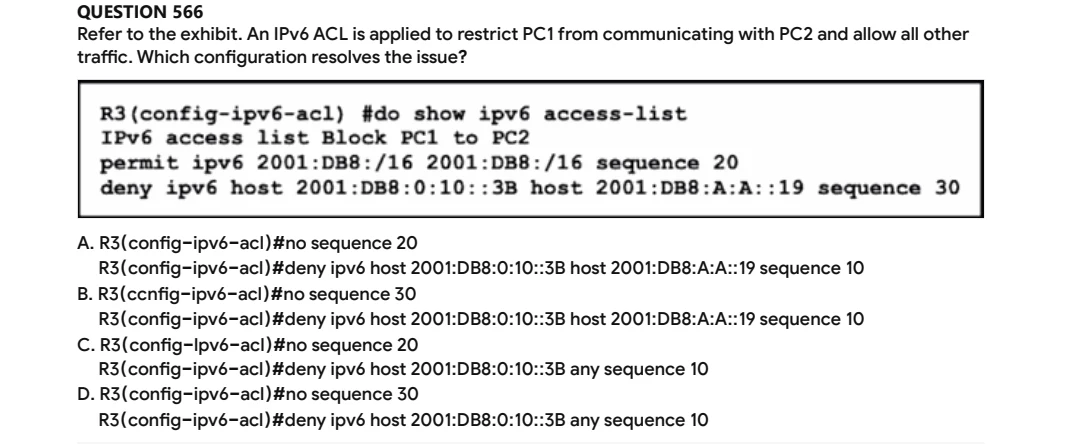 QUESTION 566
Refer to the exhibit. An IPv6 ACL is applied to restrict PC1 from communicating with PC2 and allow all other
traffic. Which configuration resolves the issue?
R3(config-ipv6-acl) #do show ipv6 access-list
IPv6 access list Block PC1 to PC2
permit ipv6 2001:DB8:/16 2001:DB8:/16 sequence 20
deny ipv6 host 2001:DB8:0:10::3B host 2001:DB8:A:A::19 sequence 30
A. R3(config-ipv6-acl)#no sequence 20
R3(config-ipv6-acl)#deny ipv6 host 2001:DB8:0:10::3B host 2001:DB8:A:A::19 sequence 10
B. R3(ccnfig-ipv6-acl)#no sequence 30
R3(config-ipv6-acl)#deny ipv6 host 2001:DB8:0:10::3B host 2001:DB8:A:A::19 sequence 10
C. R3(config-lpv6-acl)#no sequence 20
R3(config-ipv6-acl)#deny ipv6 host 2001:DB8:0:10::3B any sequence 10
D. R3(config-ipv6-acl)#no sequence 30
R3(config-ipv6-acl)#deny ipv6 host 2001:DB8:0:10::3B any sequence 10